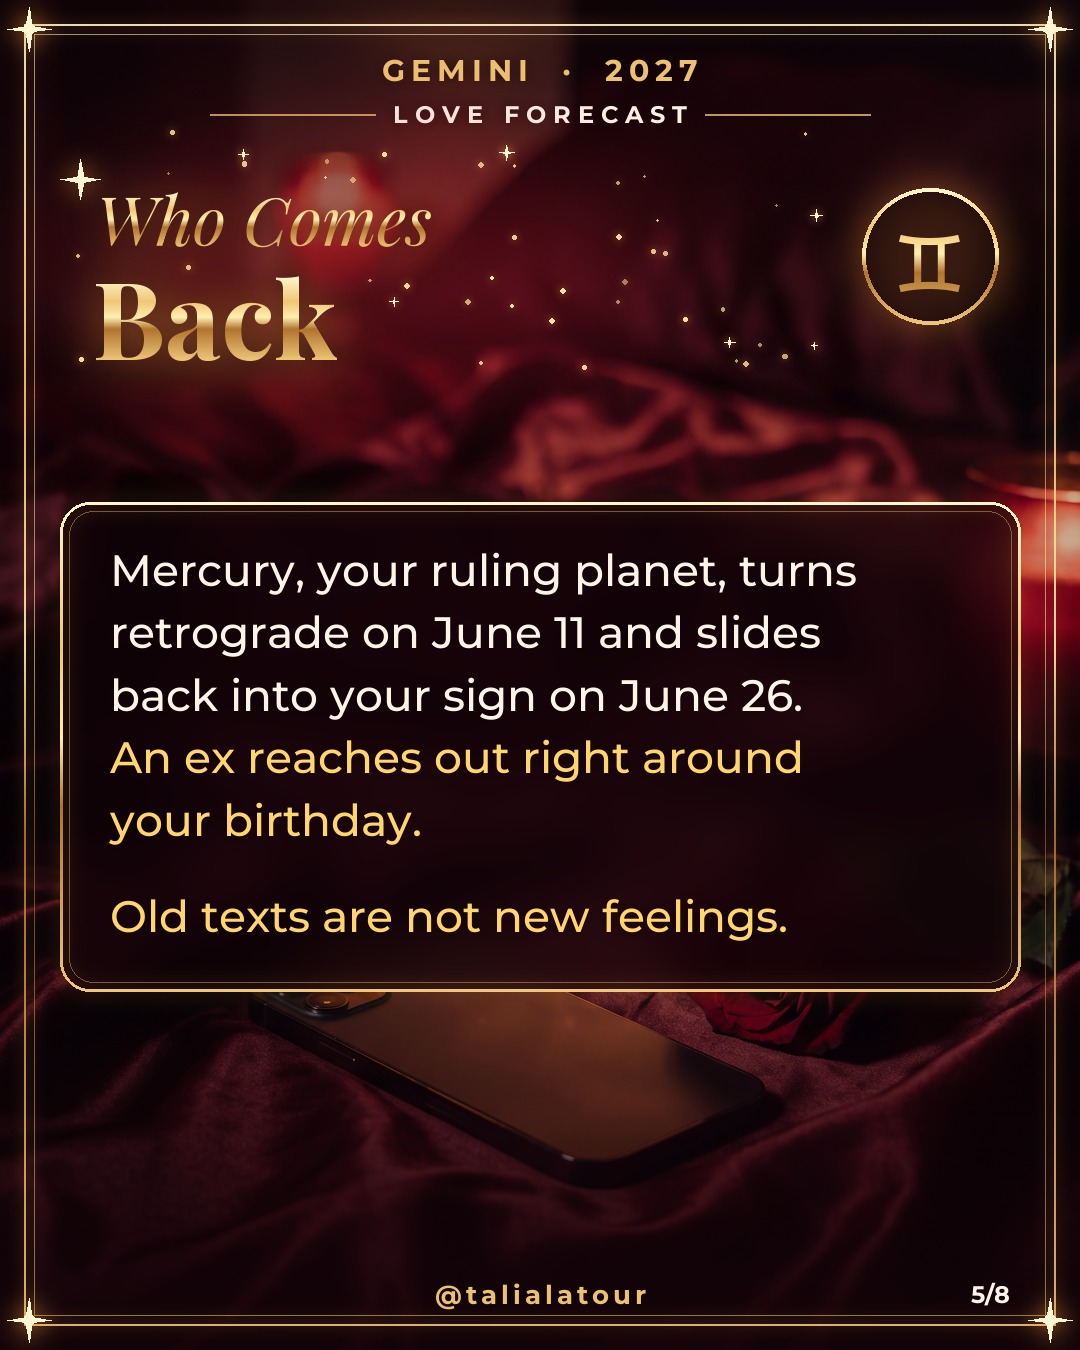 GEMINI · 2027
LOVE FORECAST
Who Comes
Back
♊
Mercury, your ruling planet, turns
retrograde on June 11 and slides
back into your sign on June 26.
An ex reaches out right around
your birthday.
Old texts are not new feelings.
@talialatour
5/8